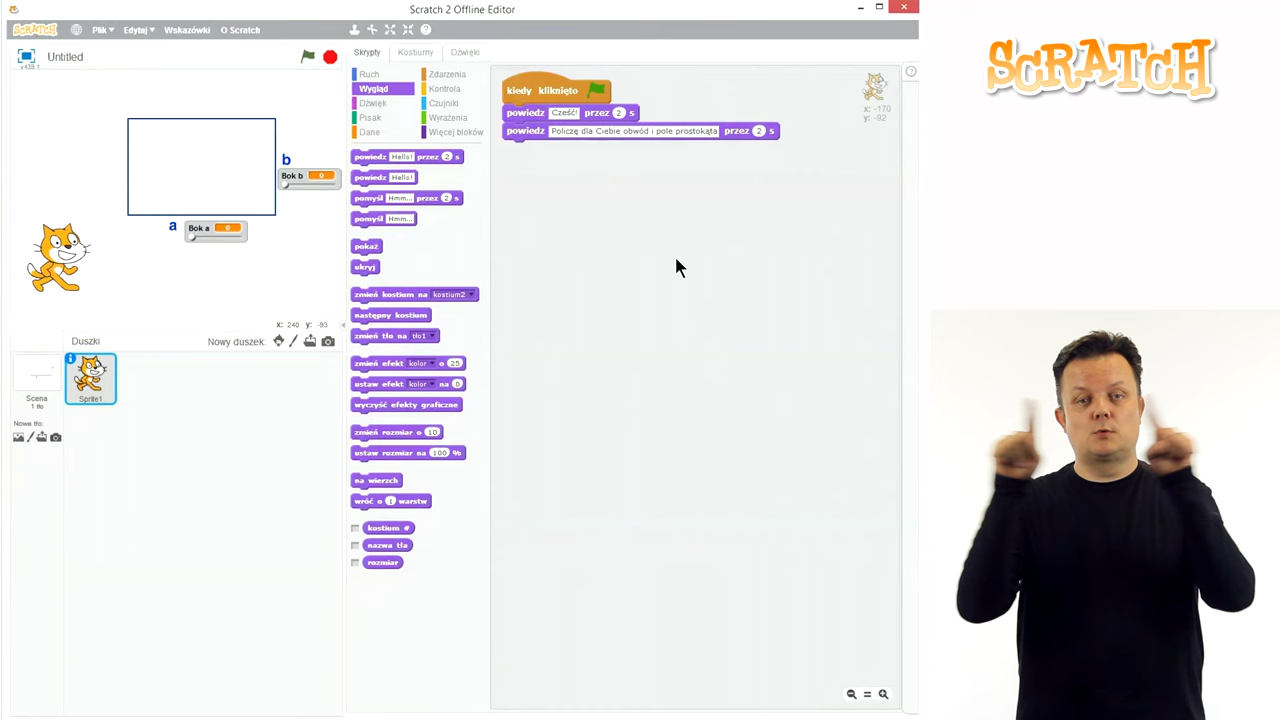 Scratch 2 Offline Editor
SCRATCH
Plik
Edytuj
Wskazówki
O Scratch
Untitled
b
Bok b 0
a
Bok a 0
x: 240 y: -93
Duszki
Nowy duszek:
Scena
1 tło
Nowe tło:
Sprite1
Skrypty
Kostiumy
Dźwięki
Ruch
Wygląd
Dźwięk
Pisak
Dane
Zdarzenia
Kontrola
Czujniki
Wyrażenia
Więcej bloków
powiedz Hello! przez 2 s
powiedz Hello!
pomyśl Hmm... przez 2 s
pomyśl Hmm...
pokaż
ukryj
zmień kostium na kostium2
następny kostium
zmień tło na tło1
zmień efekt kolor o 25
ustaw efekt kolor na 0
wyczyść efekty graficzne
zmień rozmiar o 10
ustaw rozmiar na 100 %
na wierzch
wróć o 1 warstw
kostium #
nazwa tła
rozmiar
kiedy kliknięto
powiedz Cześć! przez 2 s
powiedz Policzę dla Ciebie obwód i pole prostokąta przez 2 s
x: -170
y: -92
SCRATCH